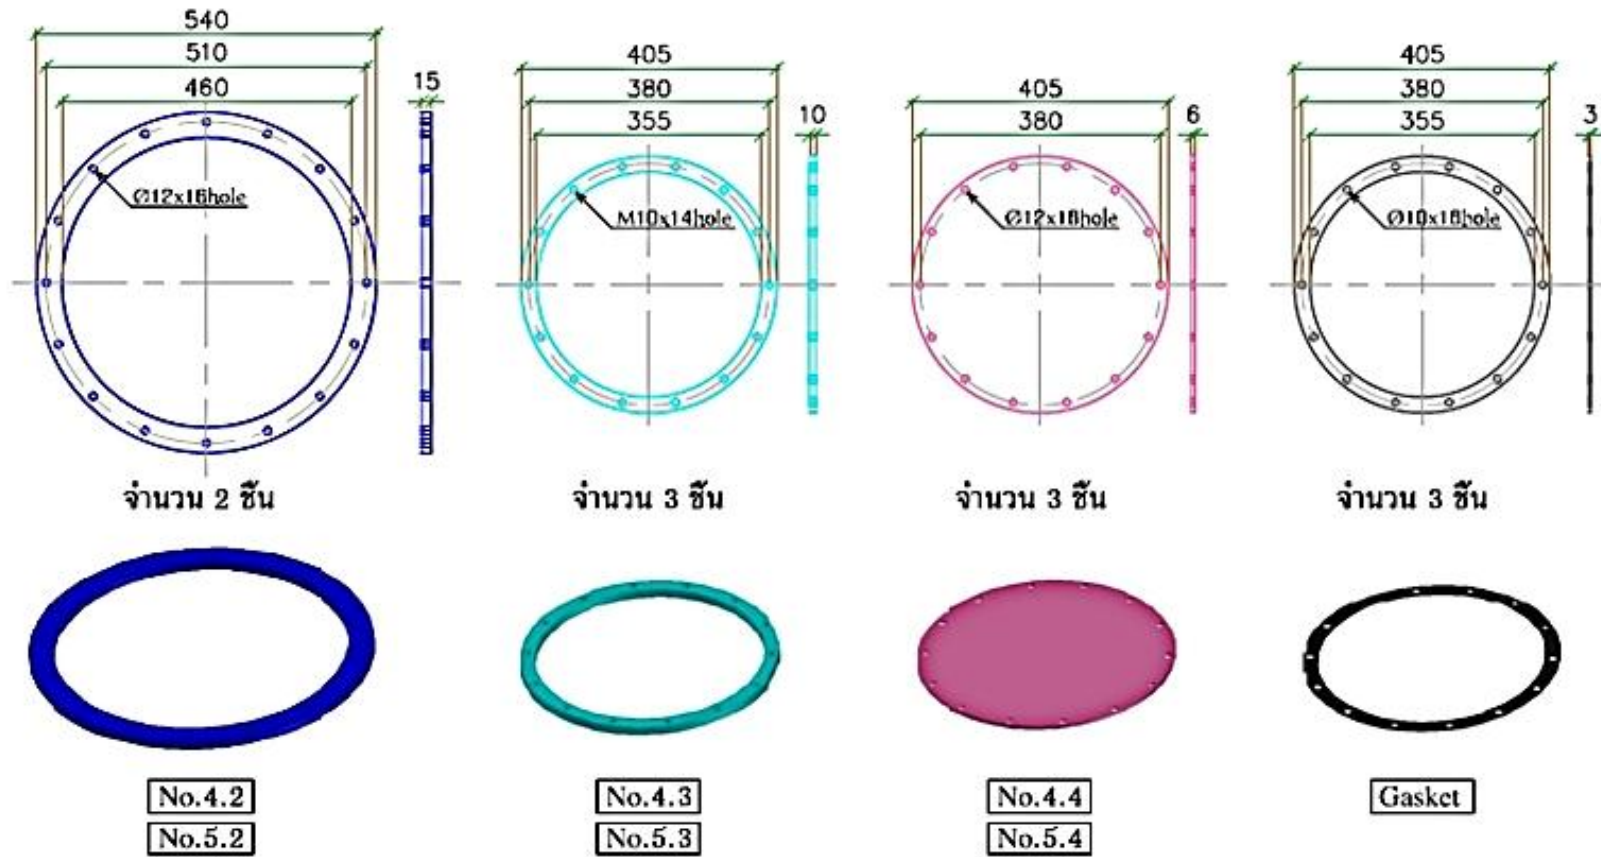 540
510
460
15
Ø12x16hole
405
380
355
10
M10x14hole
405
380
6
Ø12x16hole
405
380
355
3
Ø10x16hole
จำนวน 2 ชิ้น
จำนวน 3 ชิ้น
จำนวน 3 ชิ้น
จำนวน 3 ชิ้น
No.4.2
No.5.2
No.4.3
No.5.3
No.4.4
No.5.4
Gasket